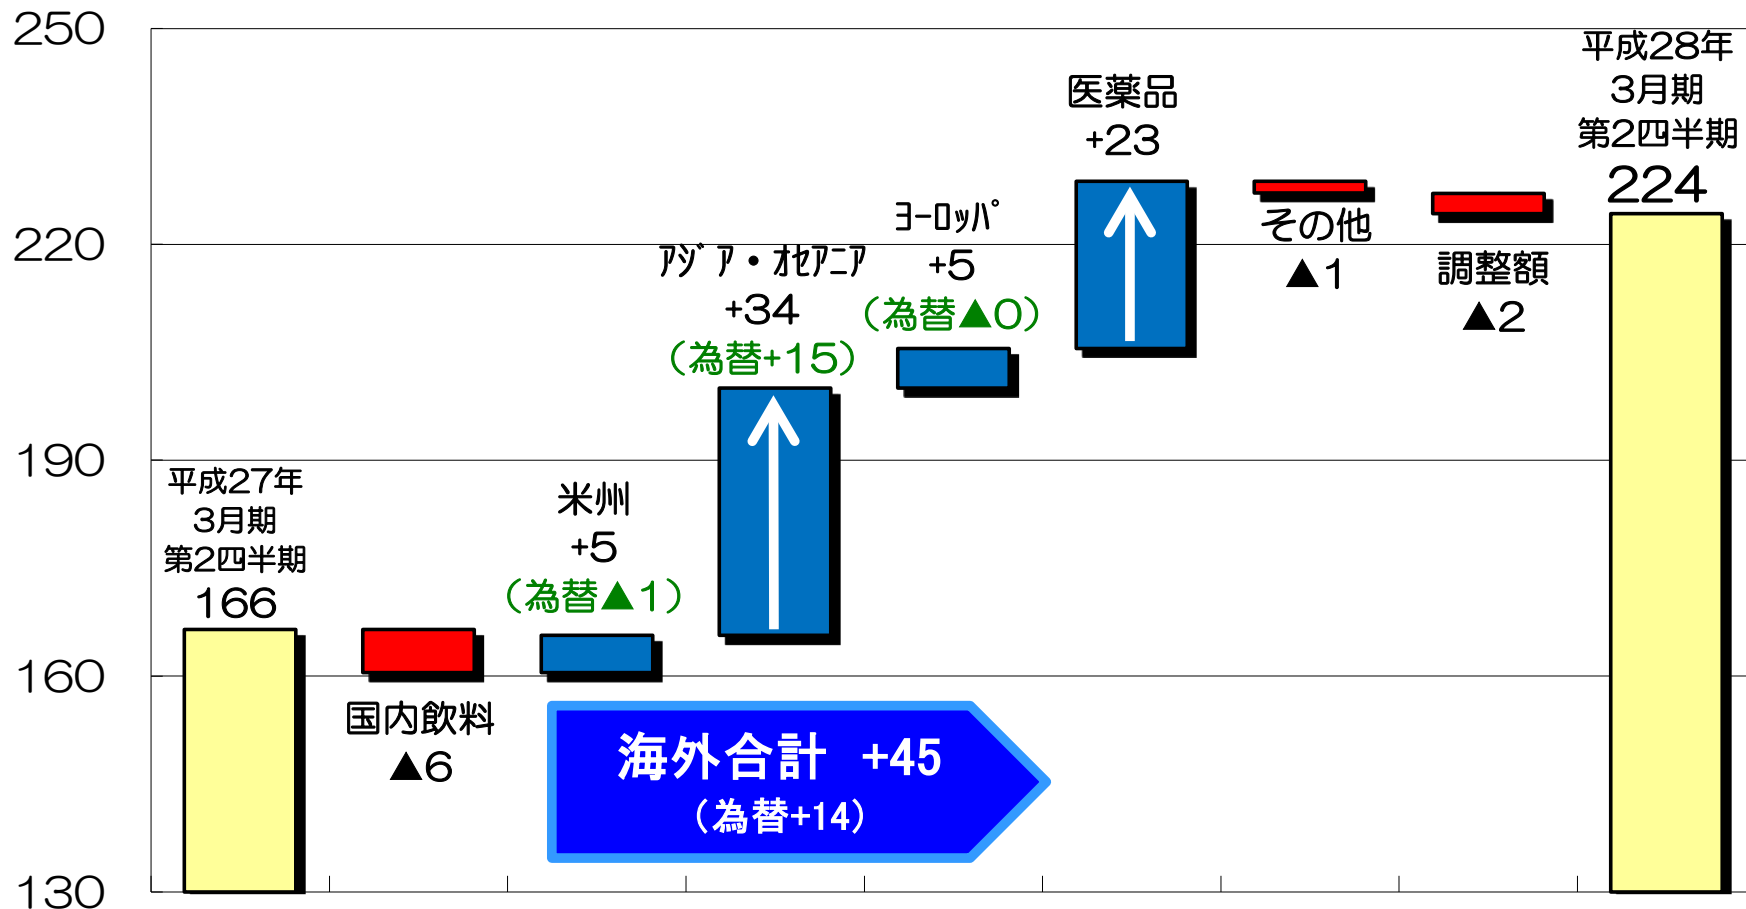 250
220
190
160
130
平成27年
3月期
第2四半期
166
国内飲料
▲6
米州
+5
（為替▲1）
ｱｼﾞｱ・ｵｾｱﾆｱ
+34
（為替+15）
ﾖｰﾛｯﾊﾟ
+5
（為替▲0）
医薬品
+23
その他
▲1
調整額
▲2
平成28年
3月期
第2四半期
224
海外合計 +45
（為替+14）